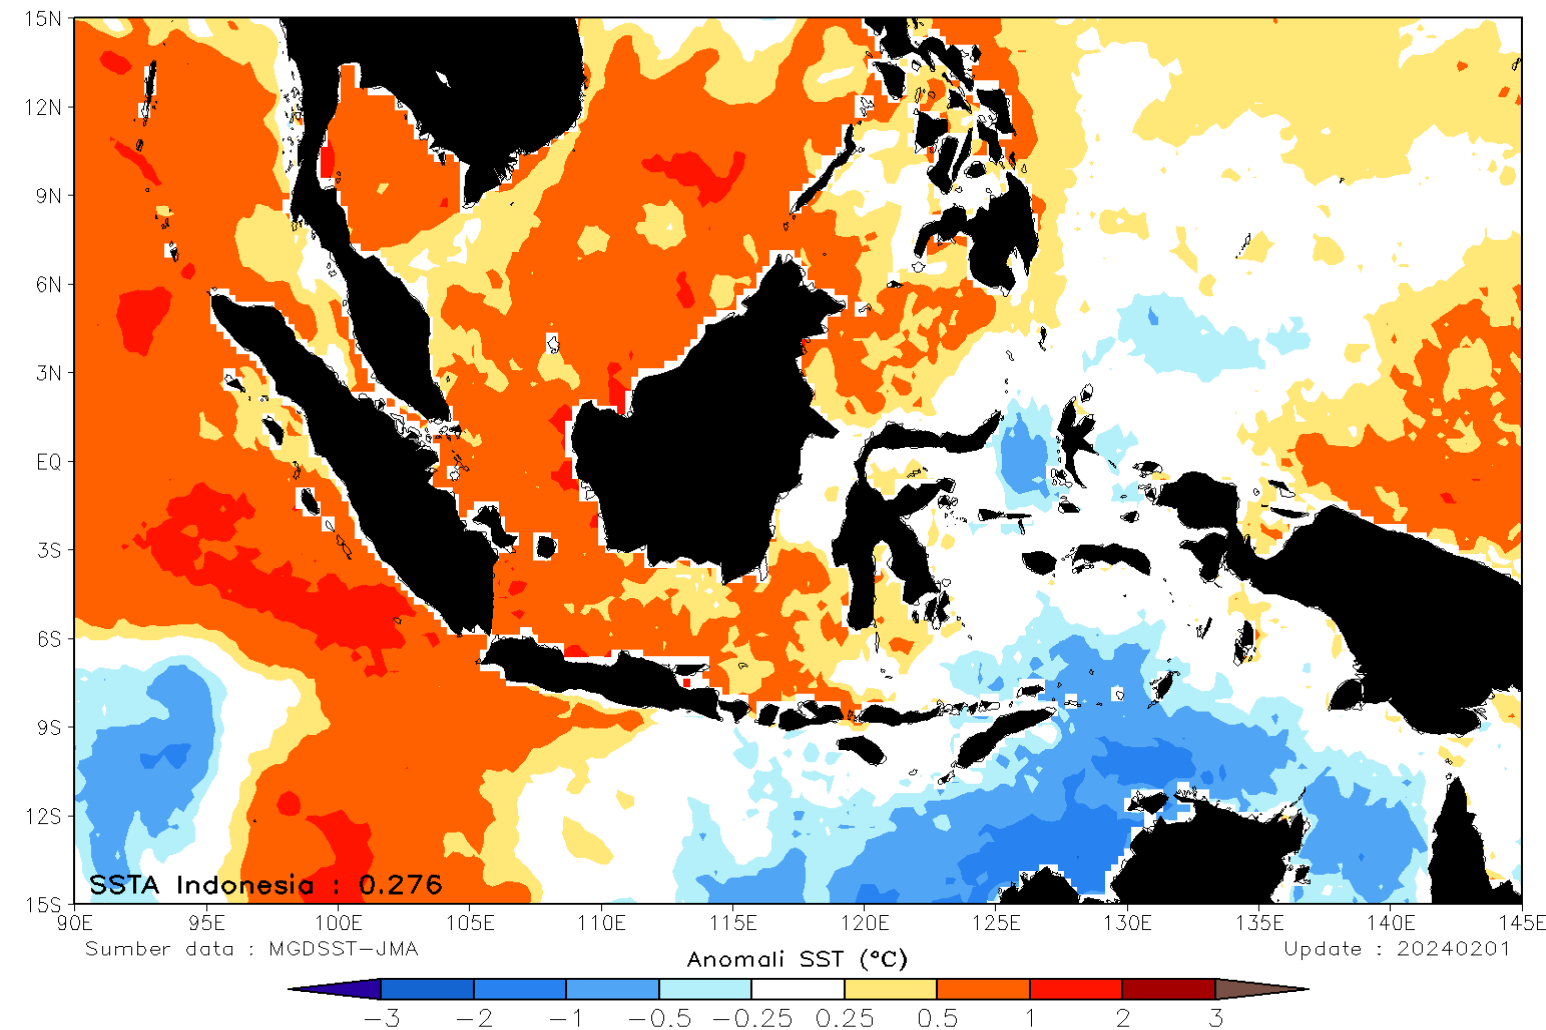 15N
12N
9N
6N
3N
EQ
3S
6S
9S
12S
15S
SSTA Indonesia : 0.276
90E 95E 100E 105E 110E 115E 120E 125E 130E 135E 140E 145E
Sumber data : MGDSST-JMA
Update : 20240201
Anomali SST (°C)
-3 -2 -1 -0.5 -0.25 0.25 0.5 1 2 3